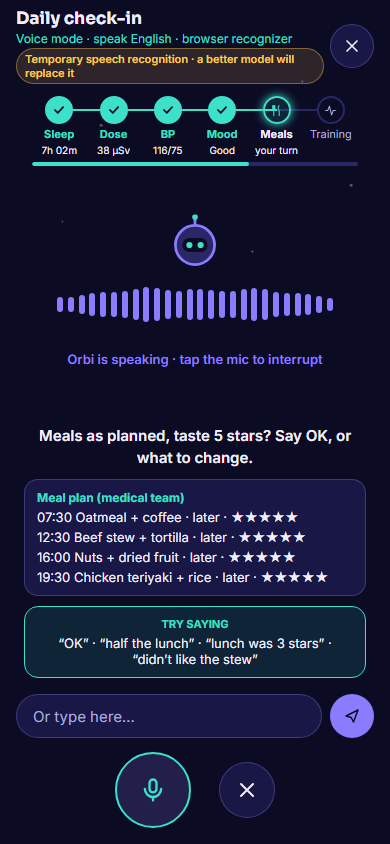 Daily check-in
Voice mode · speak English · browser recognizer
Temporary speech recognition · a better model will
replace it
Sleep Dose BP Mood Meals Training
7h 02m 38 μSv 116/75 Good your turn
Orbi is speaking · tap the mic to interrupt
Meals as planned, taste 5 stars? Say OK, or
what to change.
Meal plan (medical team)
07:30 Oatmeal + coffee · later · ★★★★★
12:30 Beef stew + tortilla · later · ★★★★★
16:00 Nuts + dried fruit · later · ★★★★★
19:30 Chicken teriyaki + rice · later · ★★★★★
TRY SAYING
“OK” · “half the lunch” · “lunch was 3 stars” ·
“didn’t like the stew”
Or type here...